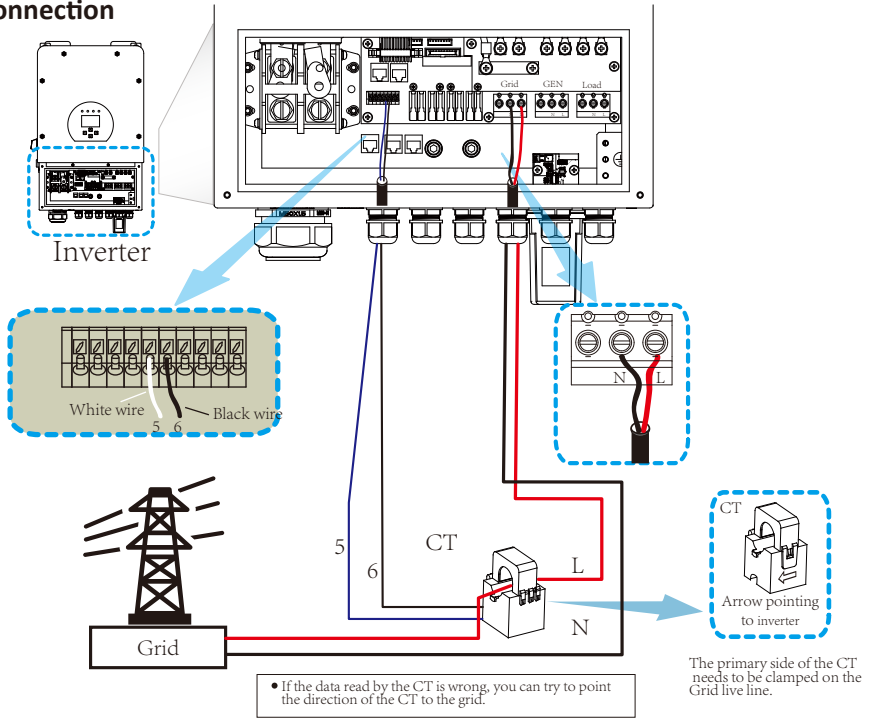 onnection
Grid GEN Load
Inverter
N L
White wire
Black wire
5 6
5
6
CT
L
N
CT
Arrow pointing
to inverter
Grid
The primary side of the CT
needs to be clamped on the
Grid live line.
• If the data read by the CT is wrong, you can try to point
the direction of the CT to the grid.